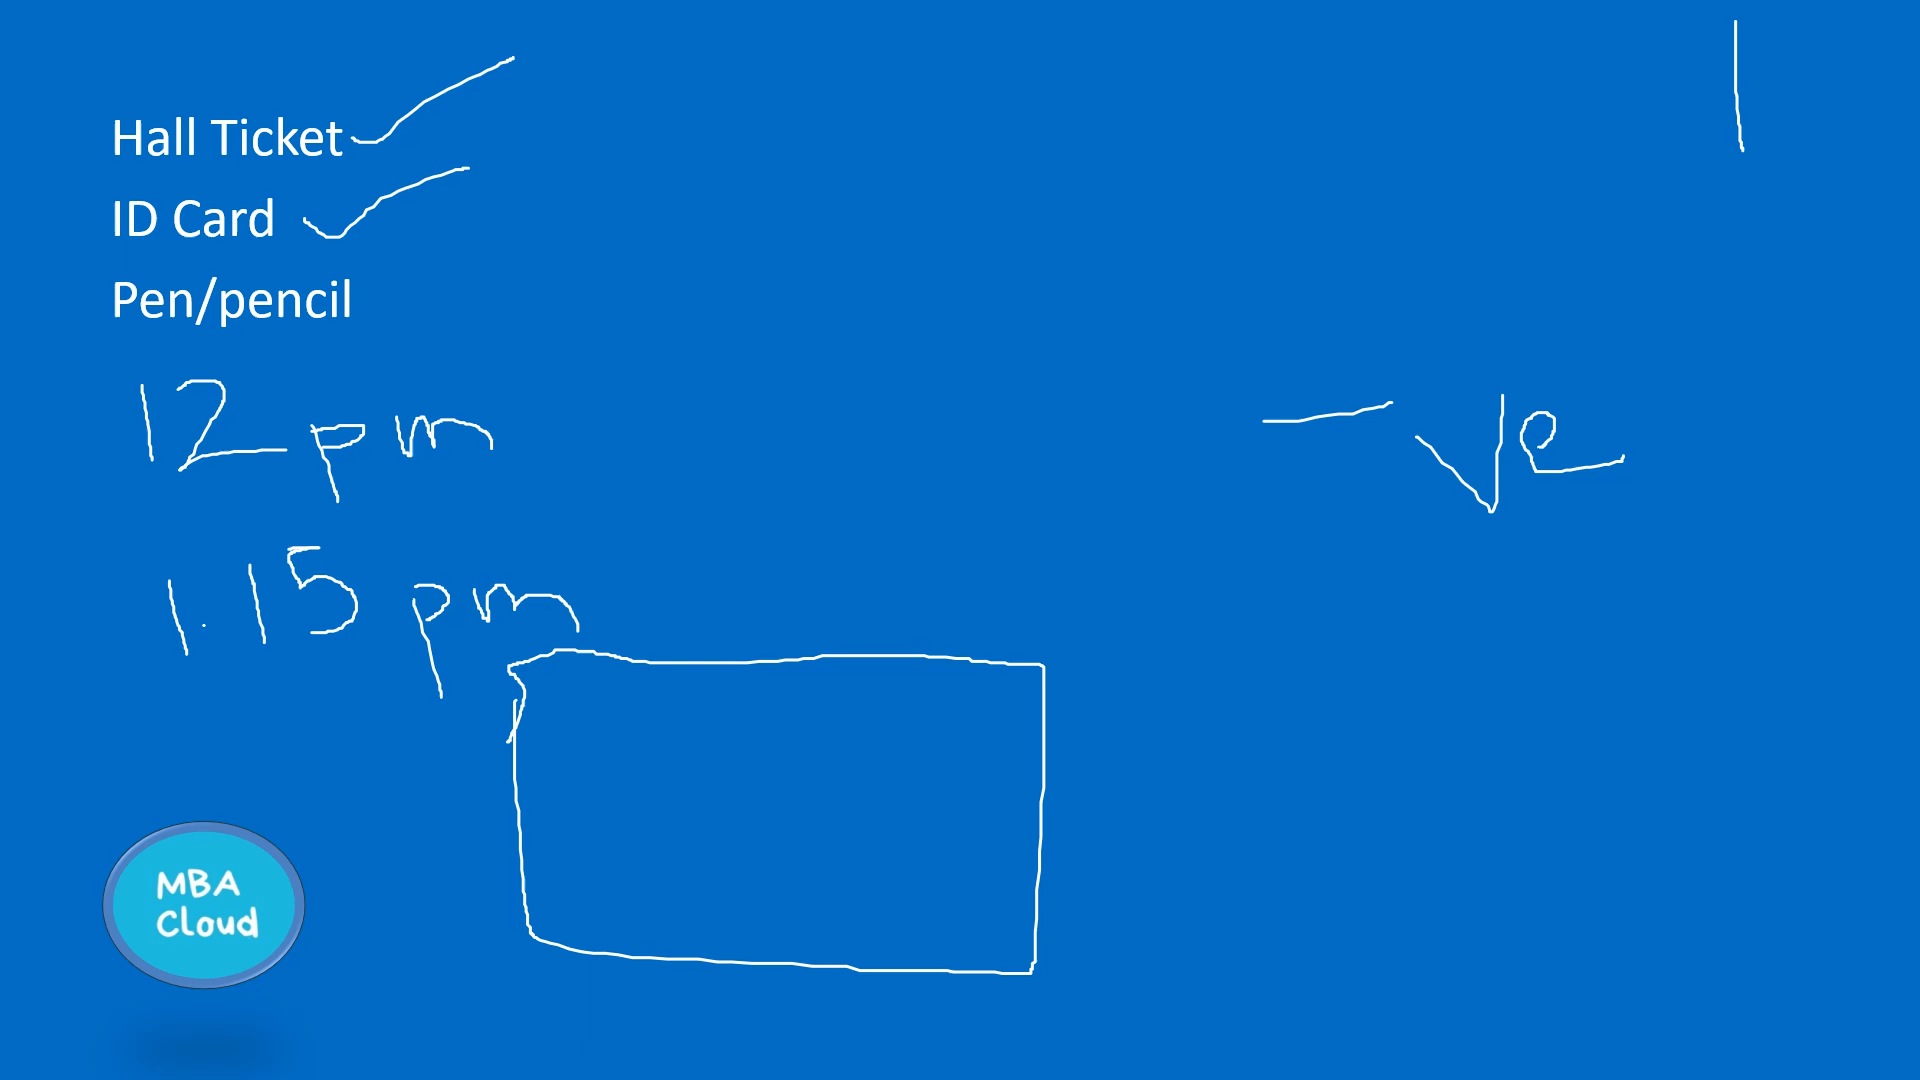 Hall Ticket
ID Card
Pen/pencil
12 pm
-ve
1.15 pm
MBA
Cloud